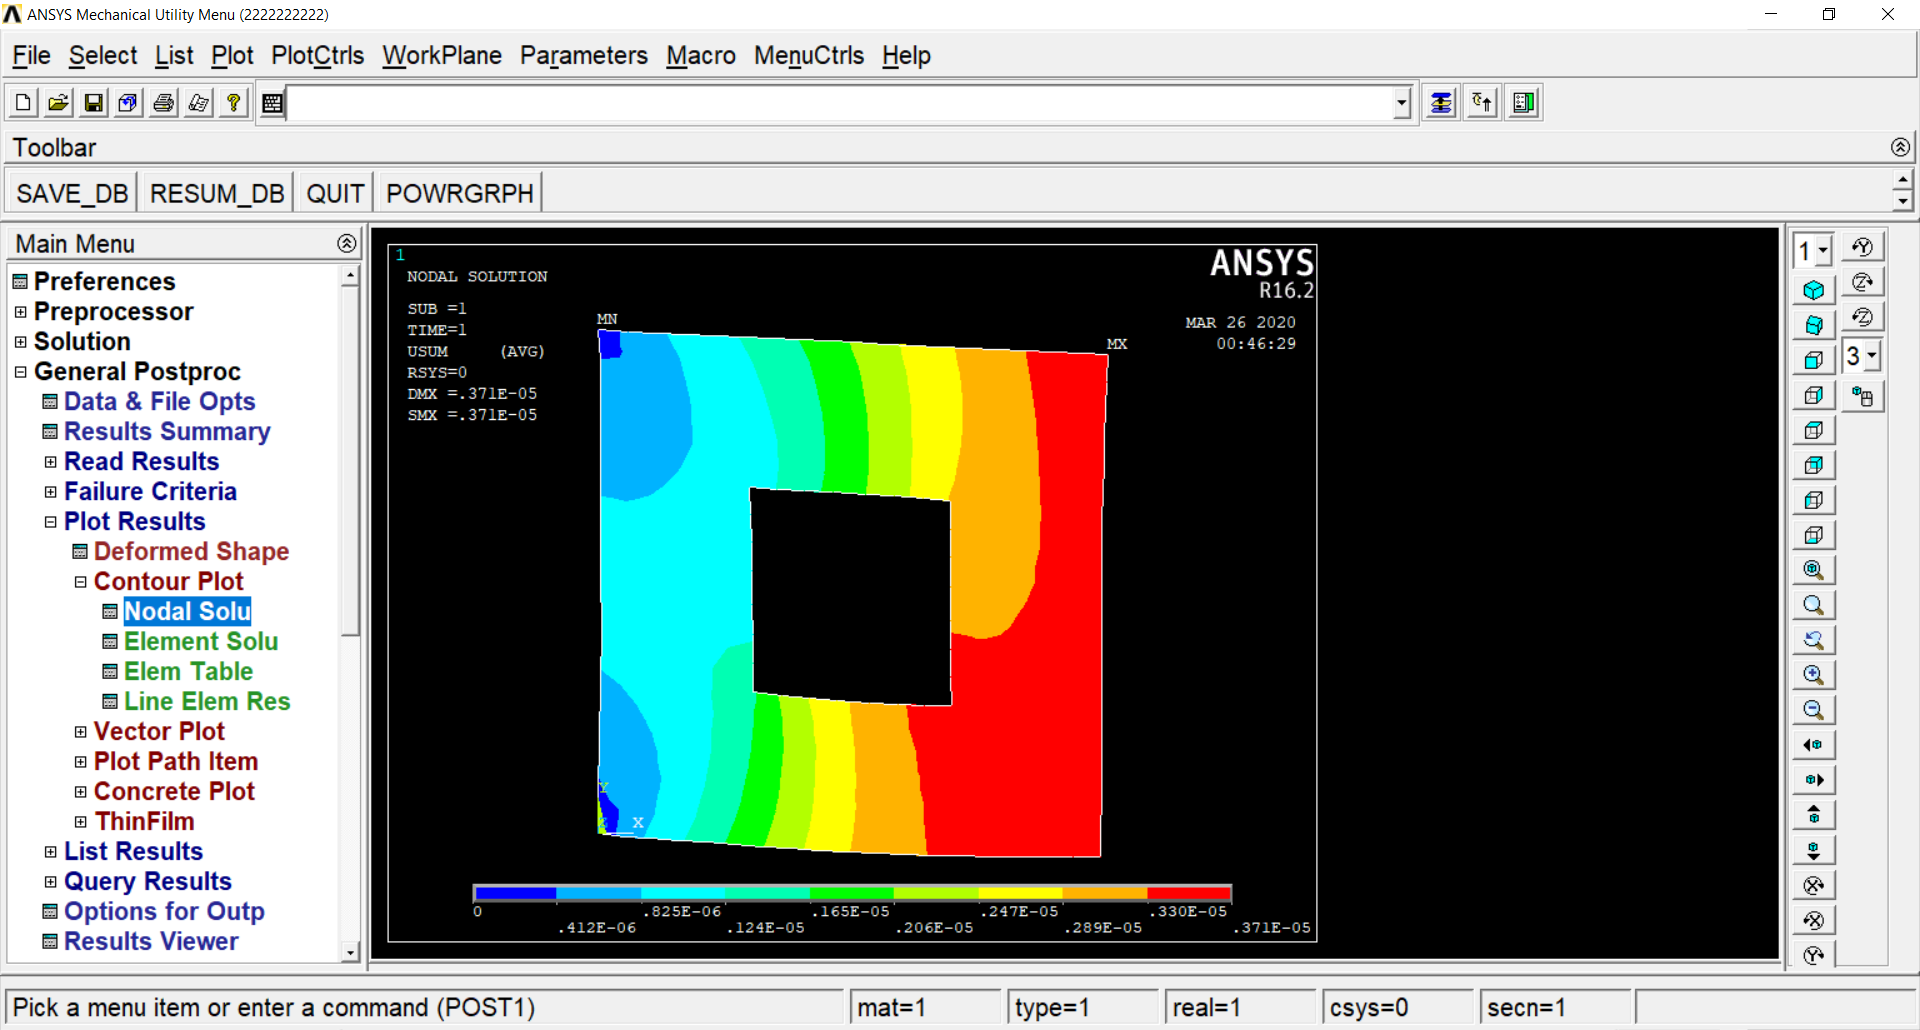 ANSYS Mechanical Utility Menu (2222222222)
File Select List Plot PlotCtrls WorkPlane Parameters Macro MenuCtrls Help
Toolbar
SAVE_DB RESUM_DB QUIT POWRGRPH
Main Menu
Preferences
Preprocessor
Solution
General Postproc
Data & File Opts
Results Summary
Read Results
Failure Criteria
Plot Results
Deformed Shape
Contour Plot
Nodal Solu
Element Solu
Elem Table
Line Elem Res
Vector Plot
Plot Path Item
Concrete Plot
ThinFilm
List Results
Query Results
Options for Outp
Results Viewer
1
NODAL SOLUTION
SUB =1
TIME=1
USUM (AVG)
RSYS=0
DMX =.371E-05
SMX =.371E-05
ANSYS
R16.2
MAR 26 2020
00:46:29
MN
MX
Y
Z X
0 .825E-06 .165E-05 .247E-05 .330E-05
.412E-06 .124E-05 .206E-05 .289E-05 .371E-05
1
3
Pick a menu item or enter a command (POST1) mat=1 type=1 real=1 csys=0 secn=1